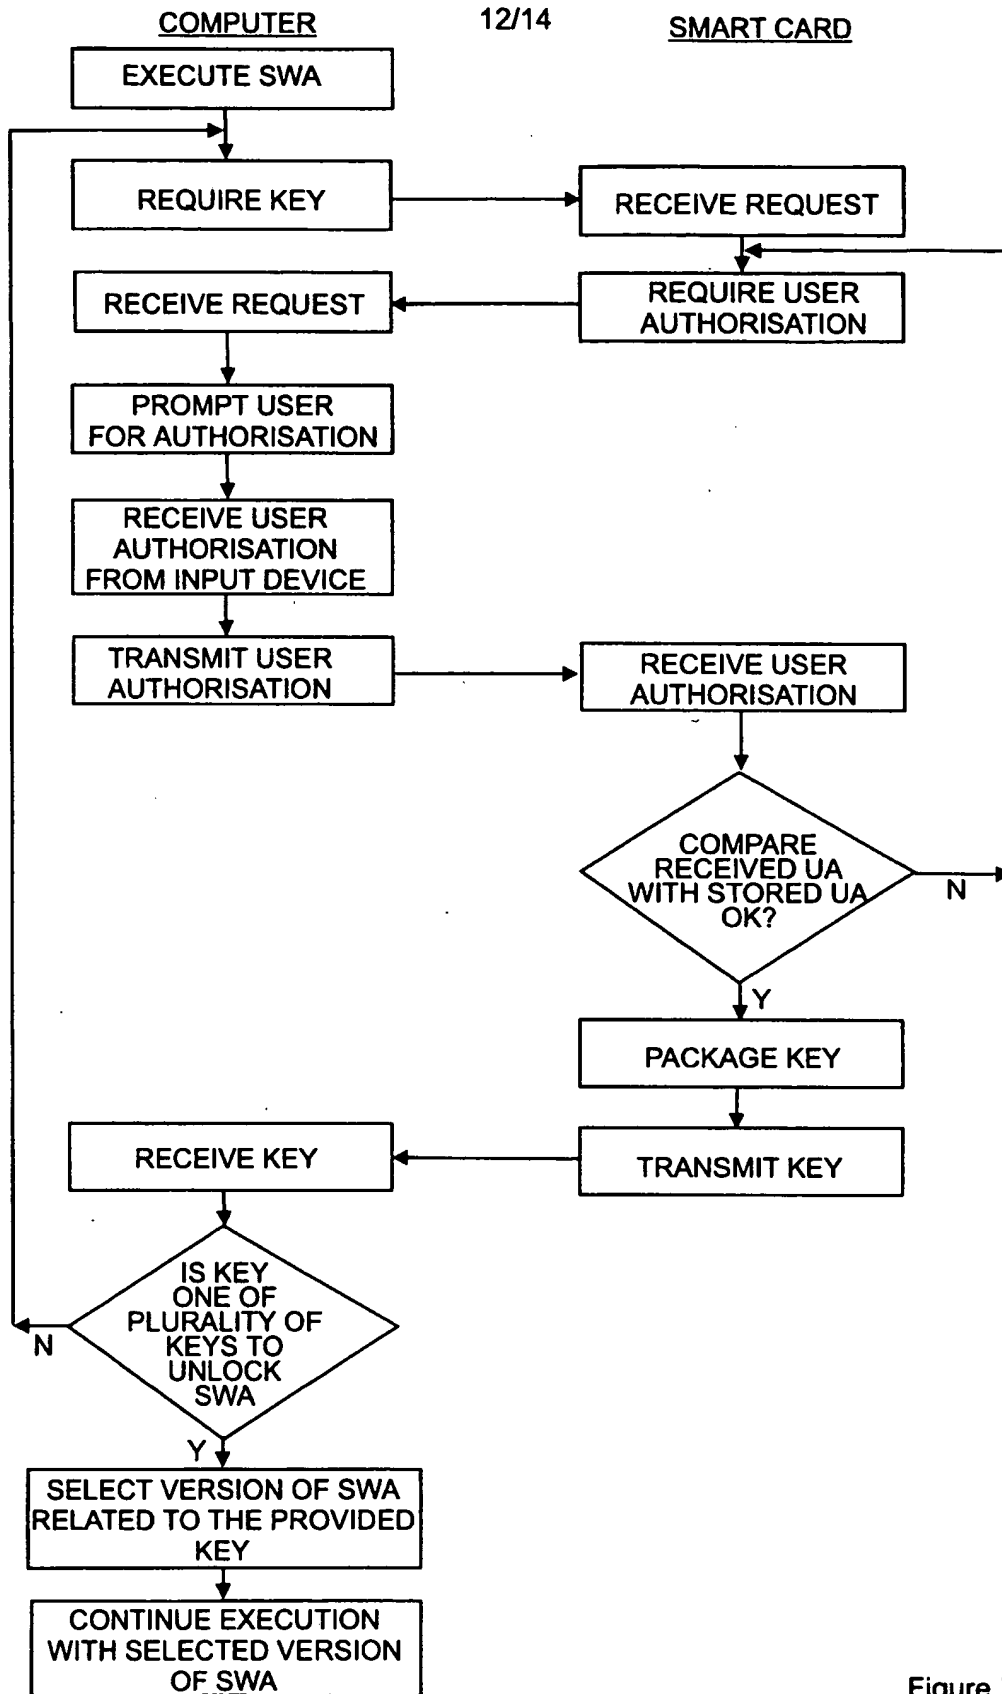 COMPUTER
12/14
SMART CARD
EXECUTE SWA
REQUIRE KEY
RECEIVE REQUEST
REQUIRE USER
AUTHORISATION
RECEIVE REQUEST
PROMPT USER
FOR AUTHORISATION
RECEIVE USER
AUTHORISATION
FROM INPUT DEVICE
TRANSMIT USER
AUTHORISATION
RECEIVE USER
AUTHORISATION
COMPARE
RECEIVED UA
WITH STORED UA
OK?
N
Y
PACKAGE KEY
TRANSMIT KEY
RECEIVE KEY
IS KEY
ONE OF
PLURALITY OF
KEYS TO
UNLOCK
SWA
N
Y
SELECT VERSION OF SWA
RELATED TO THE PROVIDED
KEY
CONTINUE EXECUTION
WITH SELECTED VERSION
OF SWA
Figure